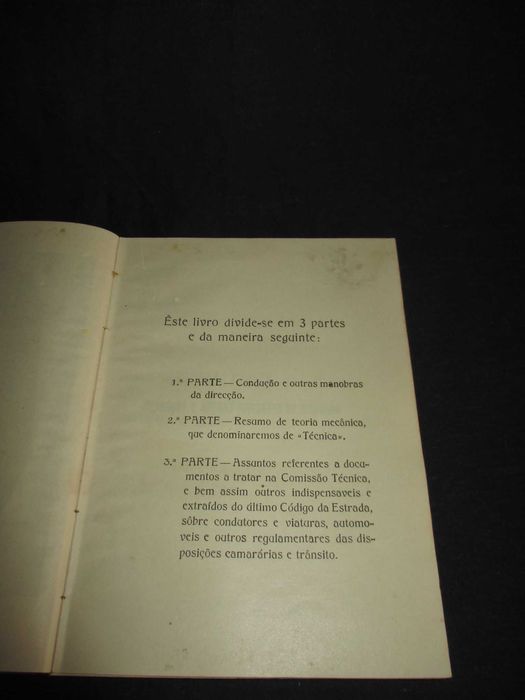 Êste livro divide-se em 3 partes
e da maneira seguinte:
1.ª PARTE — Condução e outras manobras
da direcção.
2.ª PARTE — Resumo de teoria mecânica,
que denominaremos de «Técnica».
3.ª PARTE — Assuntos referentes a docu-
mentos a tratar na Comissão Técnica,
e bem assim outros indispensaveis e
extraídos do último Código da Estrada,
sôbre condutores e viaturas, automo-
veis e outros regulamentares das dis-
posições camarárias e trânsito.